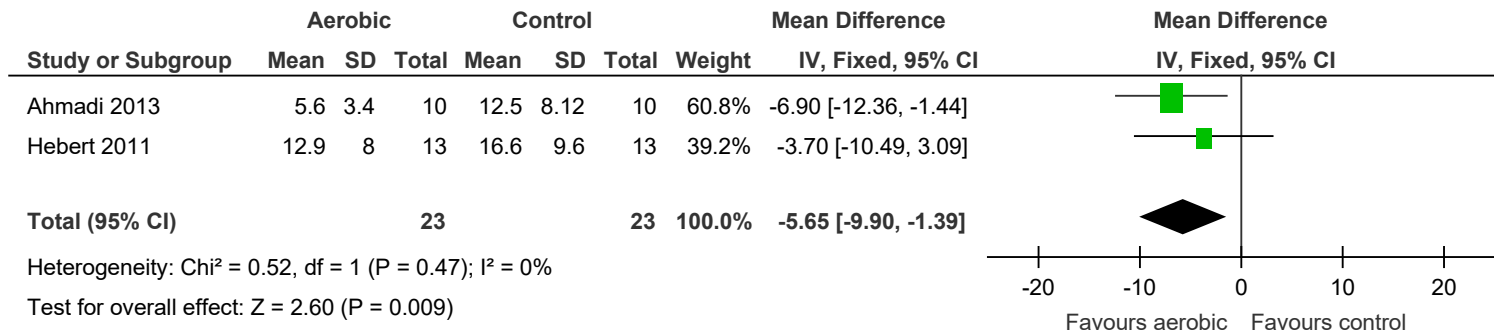 Aerobic Control Mean Difference Mean Difference
Study or Subgroup Mean SD Total Mean SD Total Weight IV, Fixed, 95% CI IV, Fixed, 95% CI
Ahmadi 2013 5.6 3.4 10 12.5 8.12 10 60.8% -6.90 [-12.36, -1.44]
Hebert 2011 12.9 8 13 16.6 9.6 13 39.2% -3.70 [-10.49, 3.09]
Total (95% CI) 23 23 100.0% -5.65 [-9.90, -1.39]
Heterogeneity: Chi² = 0.52, df = 1 (P = 0.47); I² = 0%
Test for overall effect: Z = 2.60 (P = 0.009)
-20 -10 0 10 20
Favours aerobic Favours control